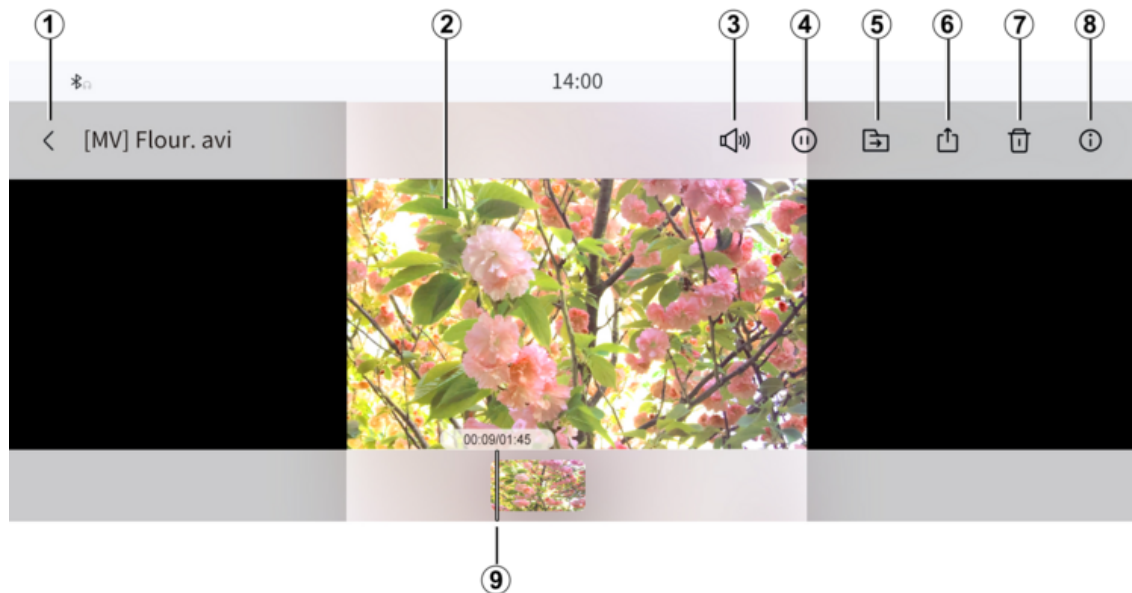 ① ② ③ ④ ⑤ ⑥ ⑦ ⑧
14:00
[MV] Flour. avi
00:09/01:45
⑨